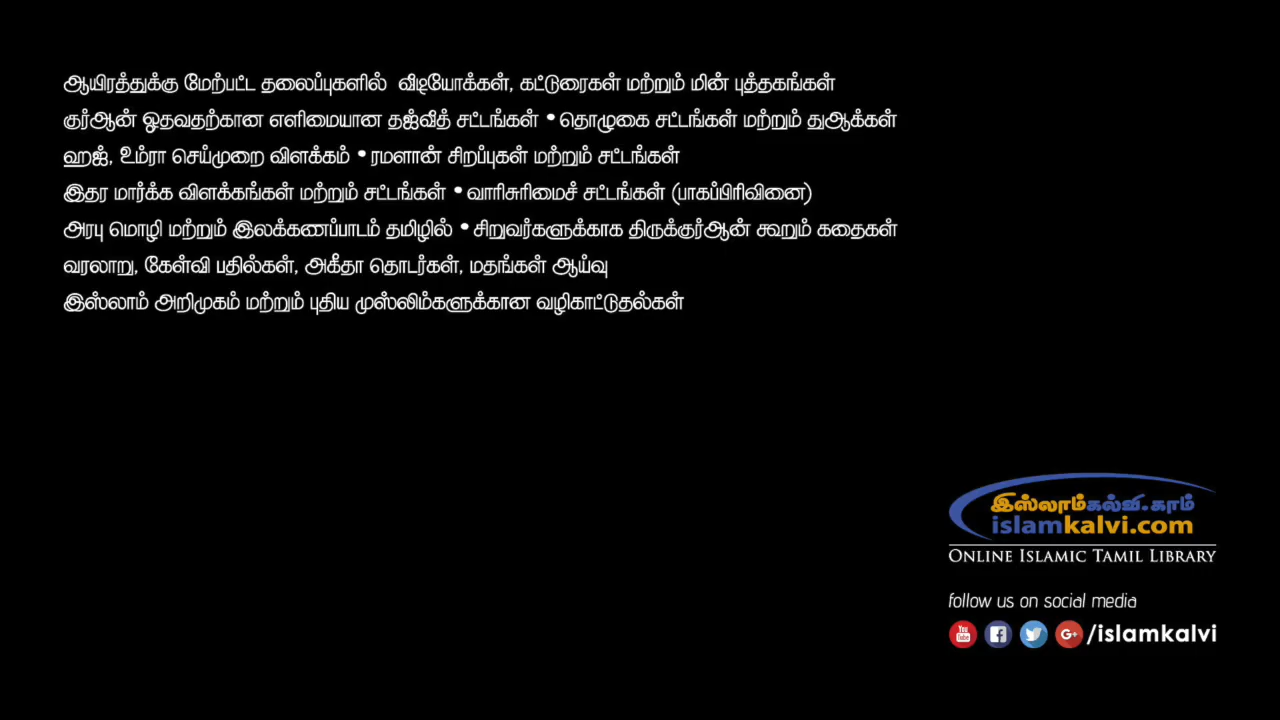 ஆயிரத்துக்கு மேற்பட்ட தலைப்புகளில் வீடியோக்கள், கட்டுரைகள் மற்றும் மின் புத்தகங்கள்
குர்ஆன் ஓதவதற்கான எளிமையான தஜ்வீத் சட்டங்கள் • தொழுகை சட்டங்கள் மற்றும் துஆக்கள்
ஹஜ், உம்ரா செய்முறை விளக்கம் • ரமளான் சிறப்புகள் மற்றும் சட்டங்கள்
இதர மார்க்க விளக்கங்கள் மற்றும் சட்டங்கள் • வாரிசுரிமைச் சட்டங்கள் (பாகப்பிரிவினை)
அரபு மொழி மற்றும் இலக்கணப்பாடம் தமிழில் • சிறுவர்களுக்காக திருக்குர்ஆன் கூறும் கதைகள்
வரலாறு, கேள்வி பதில்கள், அகீதா தொடர்கள், மதங்கள் ஆய்வு
இஸ்லாம் அறிமுகம் மற்றும் புதிய முஸ்லிம்களுக்கான வழிகாட்டுதல்கள்
இஸ்லாம்கல்வி.காம்
islamkalvi.com
ONLINE ISLAMIC TAMIL LIBRARY
follow us on social media
You Tube f G+ /islamkalvi